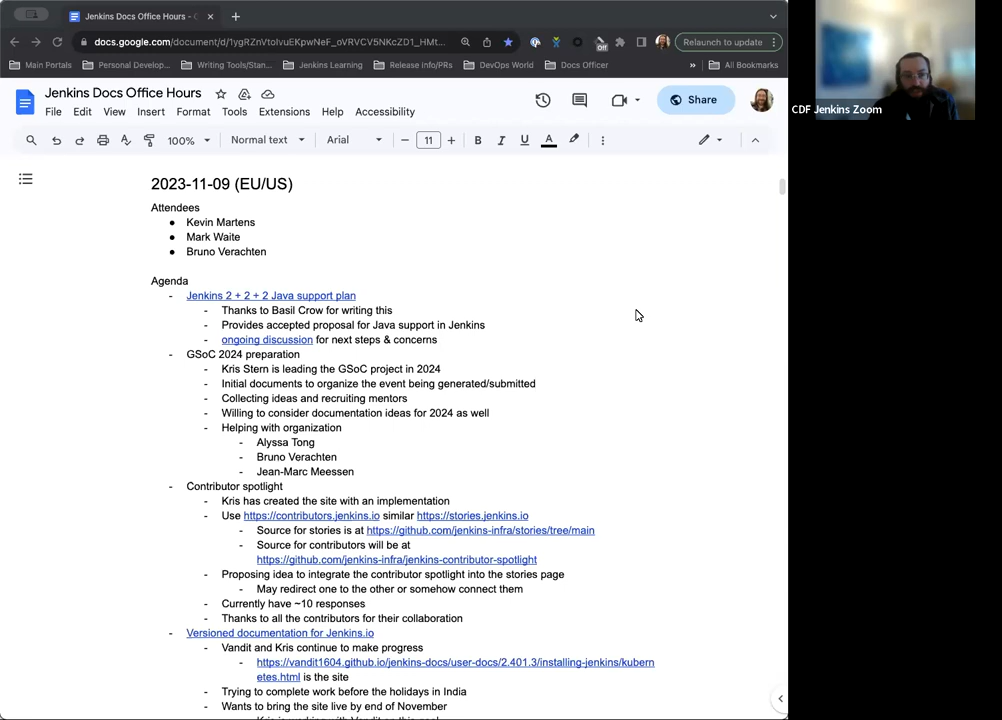 Jenkins Docs Office Hours - G
docs.google.com/document/d/1ygRZnVtoIvuEKpwNeF_oVRVCV5NKcZD1_HMt...
Off
Relaunch to update
Main Portals
Personal Develop...
Writing Tools/Stan...
Jenkins Learning
Release Info/PRs
DevOps World
Docs Officer
»
All Bookmarks
Jenkins Docs Office Hours
File Edit View Insert Format Tools Extensions Help Accessibility
Share
100% Normal text Arial 11 B I U A
CDF Jenkins Zoom
2023-11-09 (EU/US)
Attendees
● Kevin Martens
● Mark Waite
● Bruno Verachten
Agenda
- Jenkins 2 + 2 + 2 Java support plan
- Thanks to Basil Crow for writing this
- Provides accepted proposal for Java support in Jenkins
- ongoing discussion for next steps & concerns
- GSoC 2024 preparation
- Kris Stern is leading the GSoC project in 2024
- Initial documents to organize the event being generated/submitted
- Collecting ideas and recruiting mentors
- Willing to consider documentation ideas for 2024 as well
- Helping with organization
- Alyssa Tong
- Bruno Verachten
- Jean-Marc Meessen
- Contributor spotlight
- Kris has created the site with an implementation
- Use https://contributors.jenkins.io similar https://stories.jenkins.io
- Source for stories is at https://github.com/jenkins-infra/stories/tree/main
- Source for contributors will be at
https://github.com/jenkins-infra/jenkins-contributor-spotlight
- Proposing idea to integrate the contributor spotlight into the stories page
- May redirect one to the other or somehow connect them
- Currently have ~10 responses
- Thanks to all the contributors for their collaboration
- Versioned documentation for Jenkins.io
- Vandit and Kris continue to make progress
- https://vandit1604.github.io/jenkins-docs/user-docs/2.401.3/installing-jenkins/kubern
etes.html is the site
- Trying to complete work before the holidays in India
- Wants to bring the site live by end of November
- Kris is working with Vandit on this goal